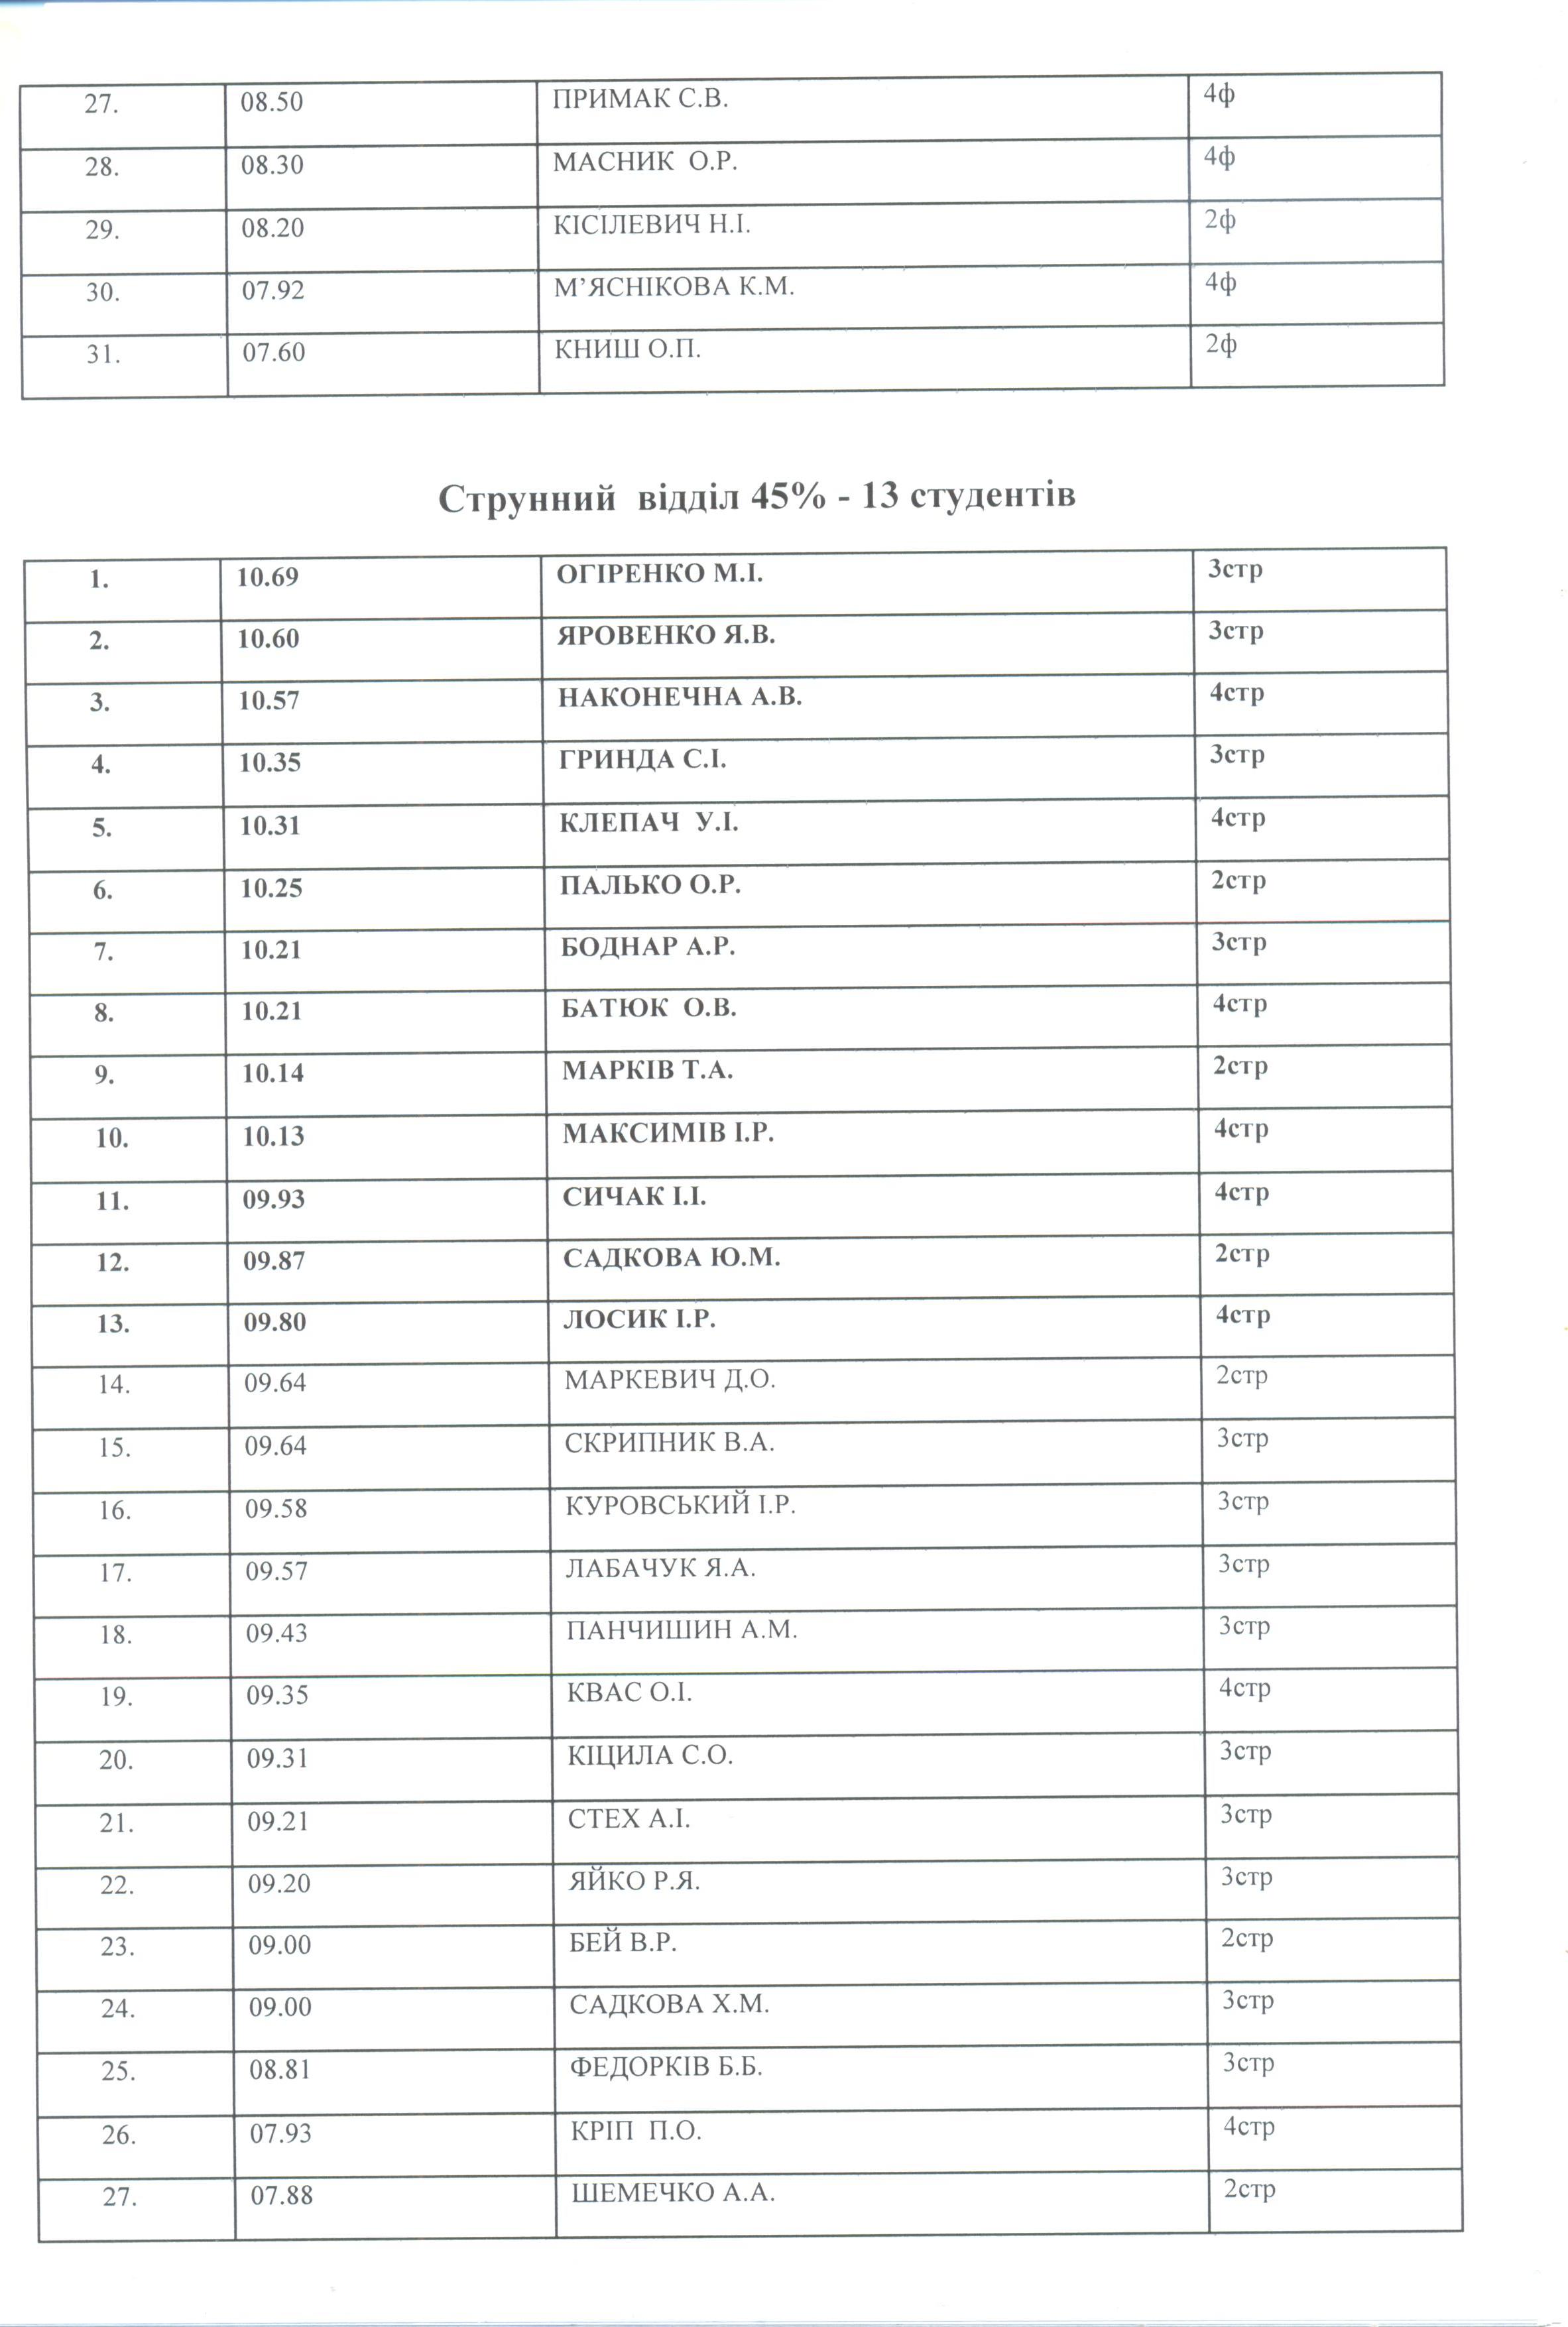 27. 08.50 ПРИМАК С.В. 4ф
28. 08.30 МАСНИК О.Р. 4ф
29. 08.20 КІСІЛЕВИЧ Н.І. 2ф
30. 07.92 М’ЯСНІКОВА К.М. 4ф
31. 07.60 КНИШ О.П. 2ф
Струнний відділ 45% - 13 студентів
1. 10.69 ОГІРЕНКО М.І. 3стр
2. 10.60 ЯРОВЕНКО Я.В. 3стр
3. 10.57 НАКОНЕЧНА А.В. 4стр
4. 10.35 ГРИНДА С.І. 3стр
5. 10.31 КЛЕПАЧ У.І. 4стр
6. 10.25 ПАЛЬКО О.Р. 2стр
7. 10.21 БОДНАР А.Р. 3стр
8. 10.21 БАТЮК О.В. 4стр
9. 10.14 МАРКІВ Т.А. 2стр
10. 10.13 МАКСИМІВ І.Р. 4стр
11. 09.93 СИЧАК І.І. 4стр
12. 09.87 САДКОВА Ю.М. 2стр
13. 09.80 ЛОСИК І.Р. 4стр
14. 09.64 МАРКЕВИЧ Д.О. 2стр
15. 09.64 СКРИПНИК В.А. 3стр
16. 09.58 КУРОВСЬКИЙ І.Р. 3стр
17. 09.57 ЛАБАЧУК Я.А. 3стр
18. 09.43 ПАНЧИШИН А.М. 3стр
19. 09.35 КВАС О.І. 4стр
20. 09.31 КІЦИЛА С.О. 3стр
21. 09.21 СТЕХ А.І. 3стр
22. 09.20 ЯЙКО Р.Я. 3стр
23. 09.00 БЕЙ В.Р. 2стр
24. 09.00 САДКОВА Х.М. 3стр
25. 08.81 ФЕДОРКІВ Б.Б. 3стр
26. 07.93 КРІП П.О. 4стр
27. 07.88 ШЕМЕЧКО А.А. 2стр